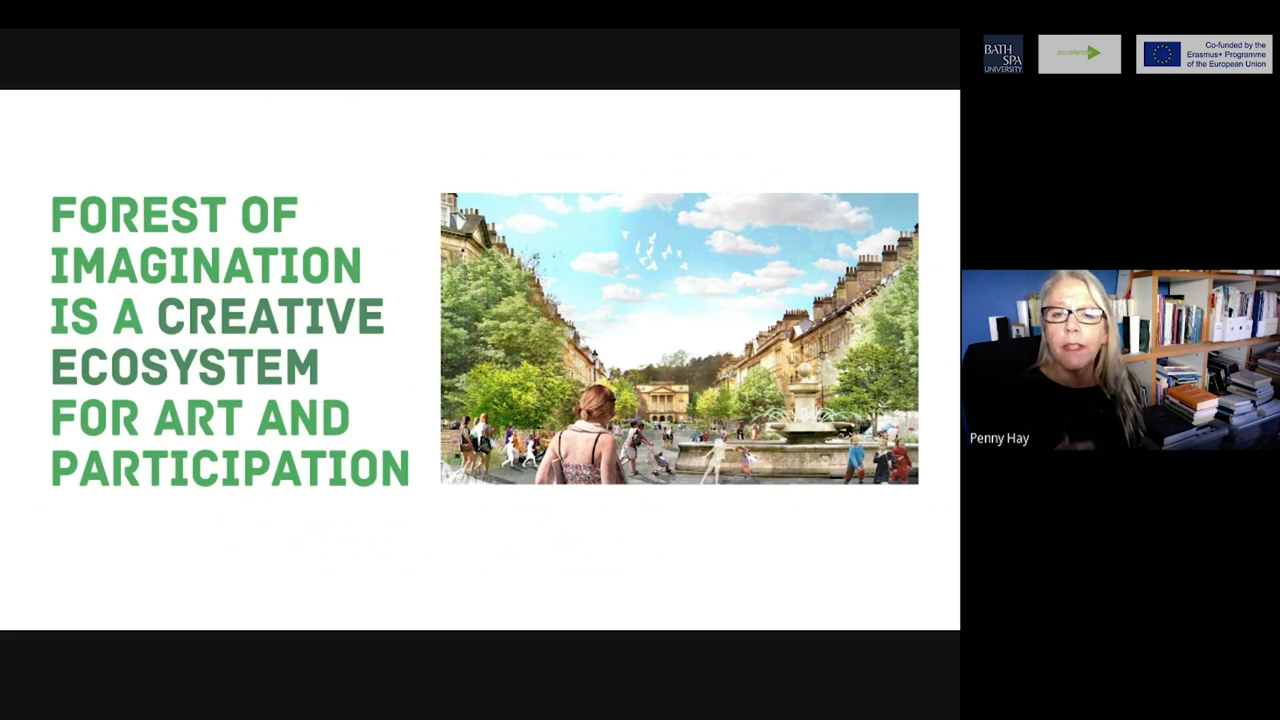 FOREST OF
IMAGINATION
IS A CREATIVE
ECOSYSTEM
FOR ART AND
PARTICIPATION
BATH
SPA
UNIVERSITY
accelerate
Co-funded by the
Erasmus+ Programme
of the European Union
Penny Hay